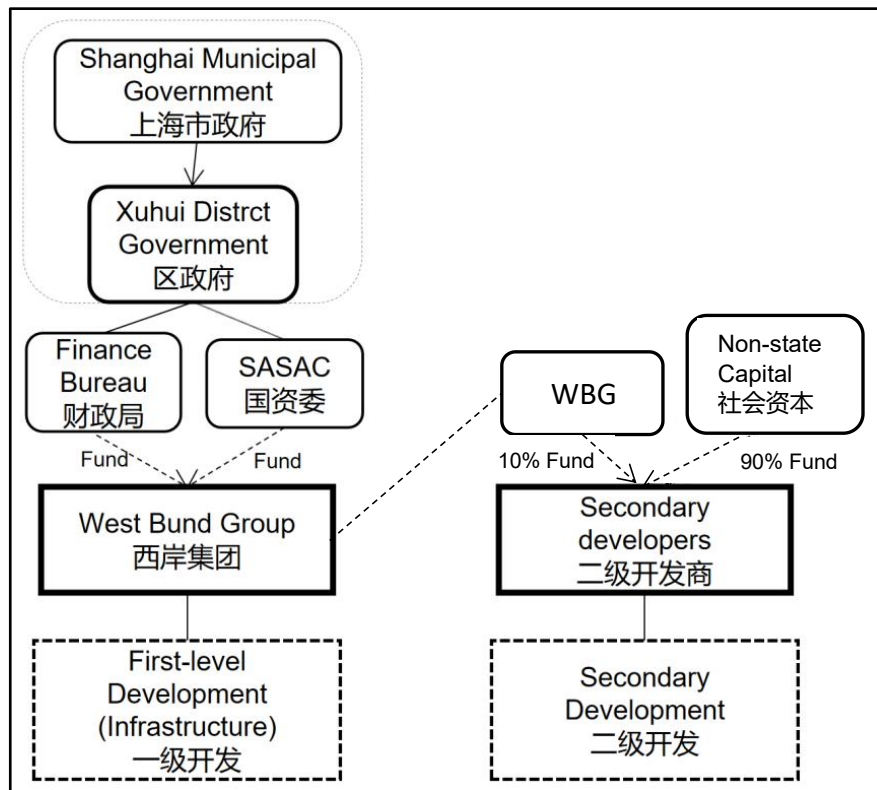 Shanghai Municipal
Government
上海市政府
Xuhui Distrct
Government
区政府
Finance
Bureau
财政局
SASAC
国资委
WBG
Non-state
Capital
社会资本
Fund
Fund
10% Fund
90% Fund
West Bund Group
西岸集团
Secondary
developers
二级开发商
First-level
Development
(Infrastructure)
一级开发
Secondary
Development
二级开发